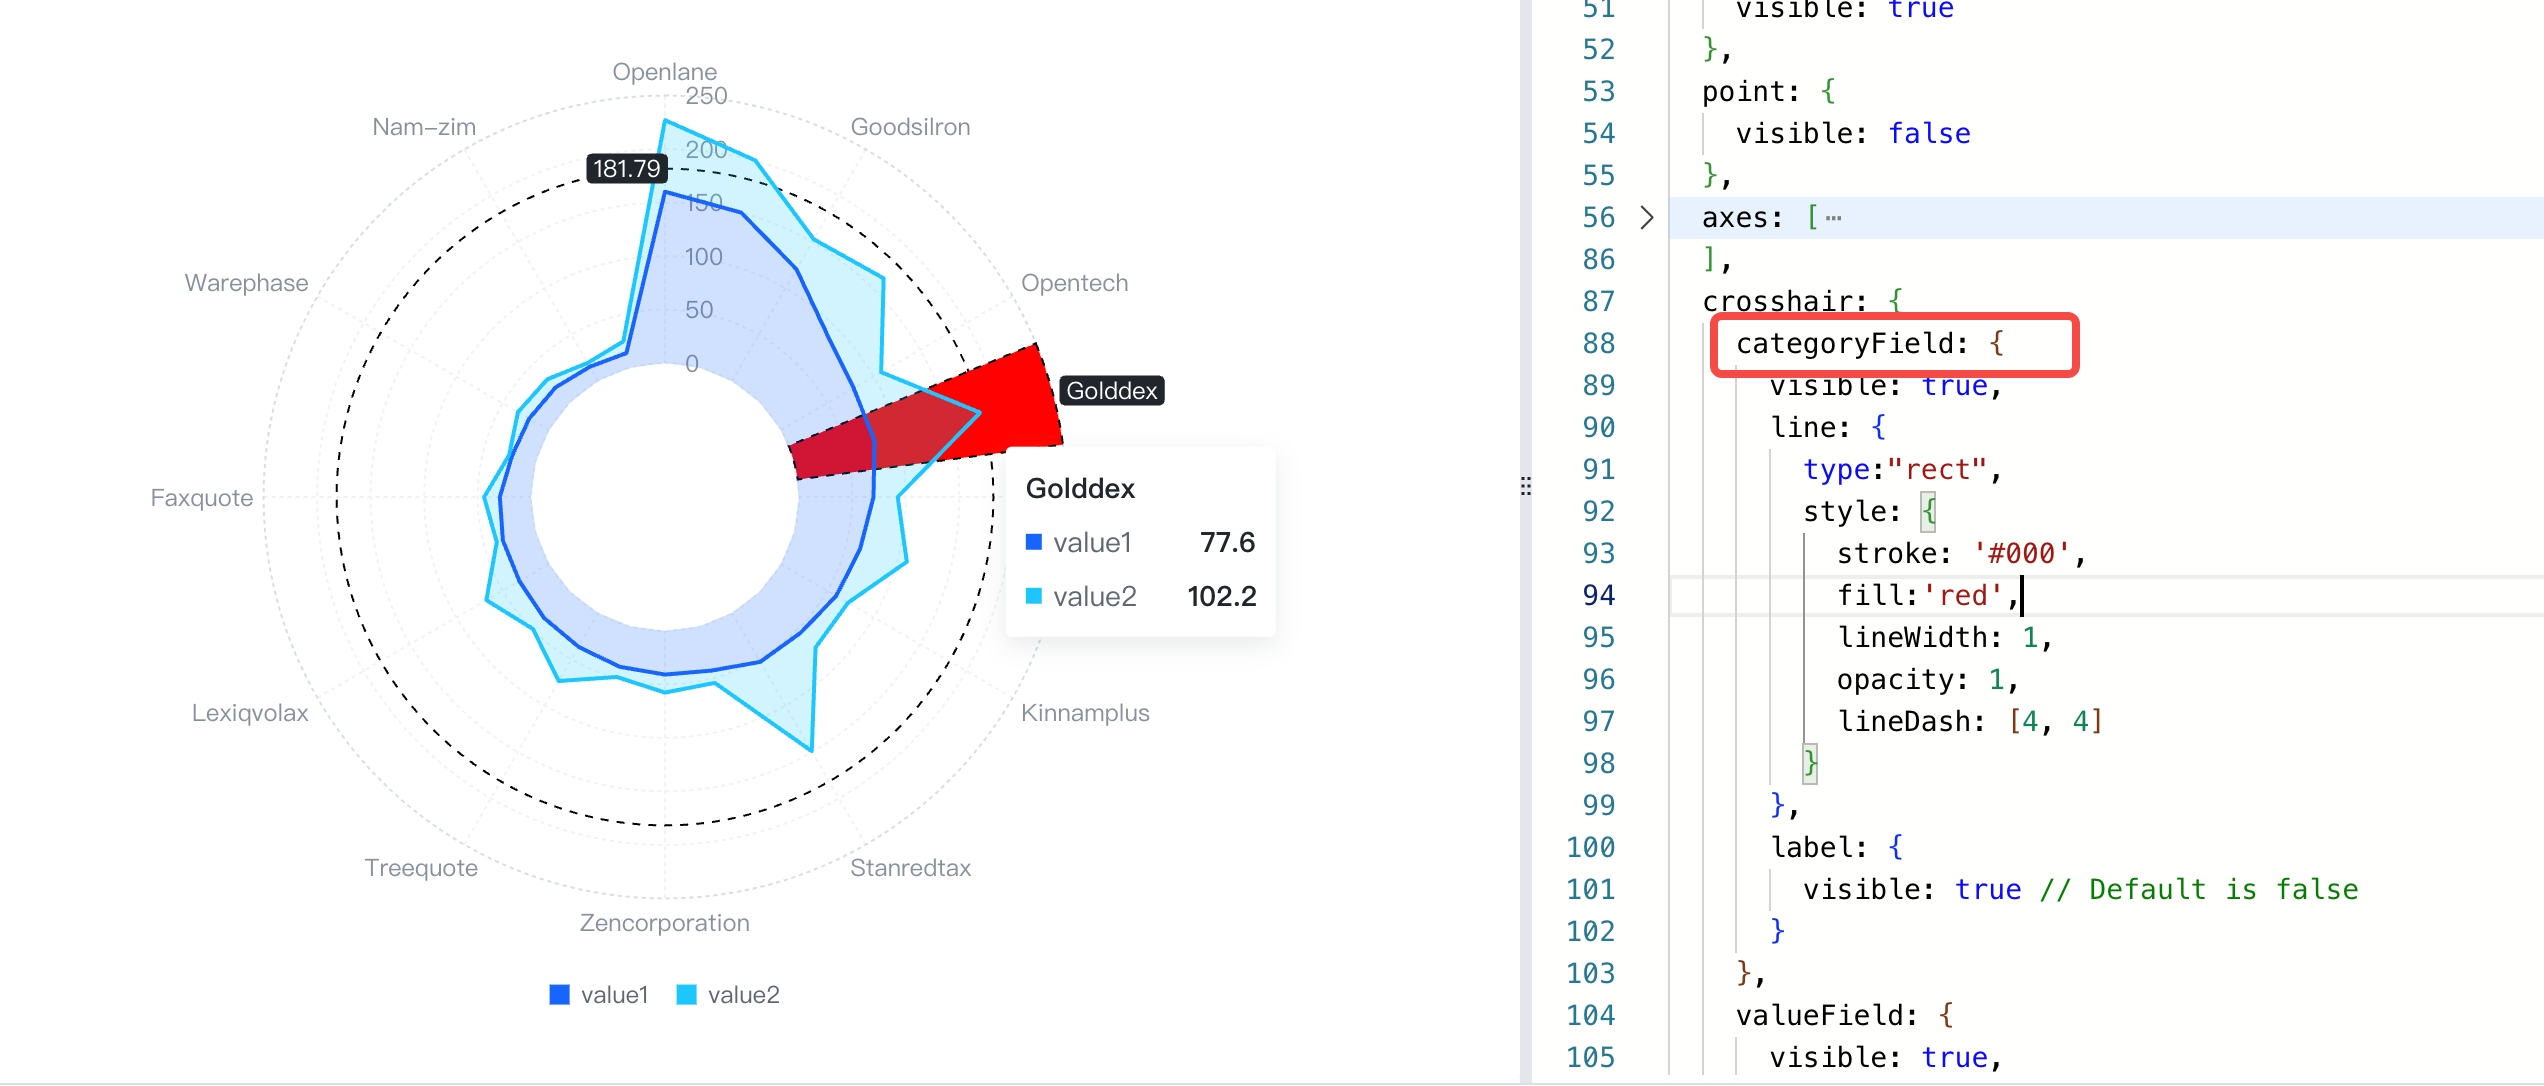 Openlane
250
Nam-zim
Goodsilron
200
181.79
150
100
Warephase
Opentech
50
0
Golddex
Golddex
value1 77.6
value2 102.2
Faxquote
Lexiqvolax
Kinnamplus
Treequote
Stanredtax
Zencorporation
value1 value2
51 visible: true
52 },
53 point: {
54 visible: false
55 },
56 axes: [⋯
86 ],
87 crosshair: {
88 categoryField: {
89 visible: true,
90 line: {
91 type:"rect",
92 style: {
93 stroke: '#000',
94 fill:'red',
95 lineWidth: 1,
96 opacity: 1,
97 lineDash: [4, 4]
98 }
99 },
100 label: {
101 visible: true // Default is false
102 }
103 },
104 valueField: {
105 visible: true,